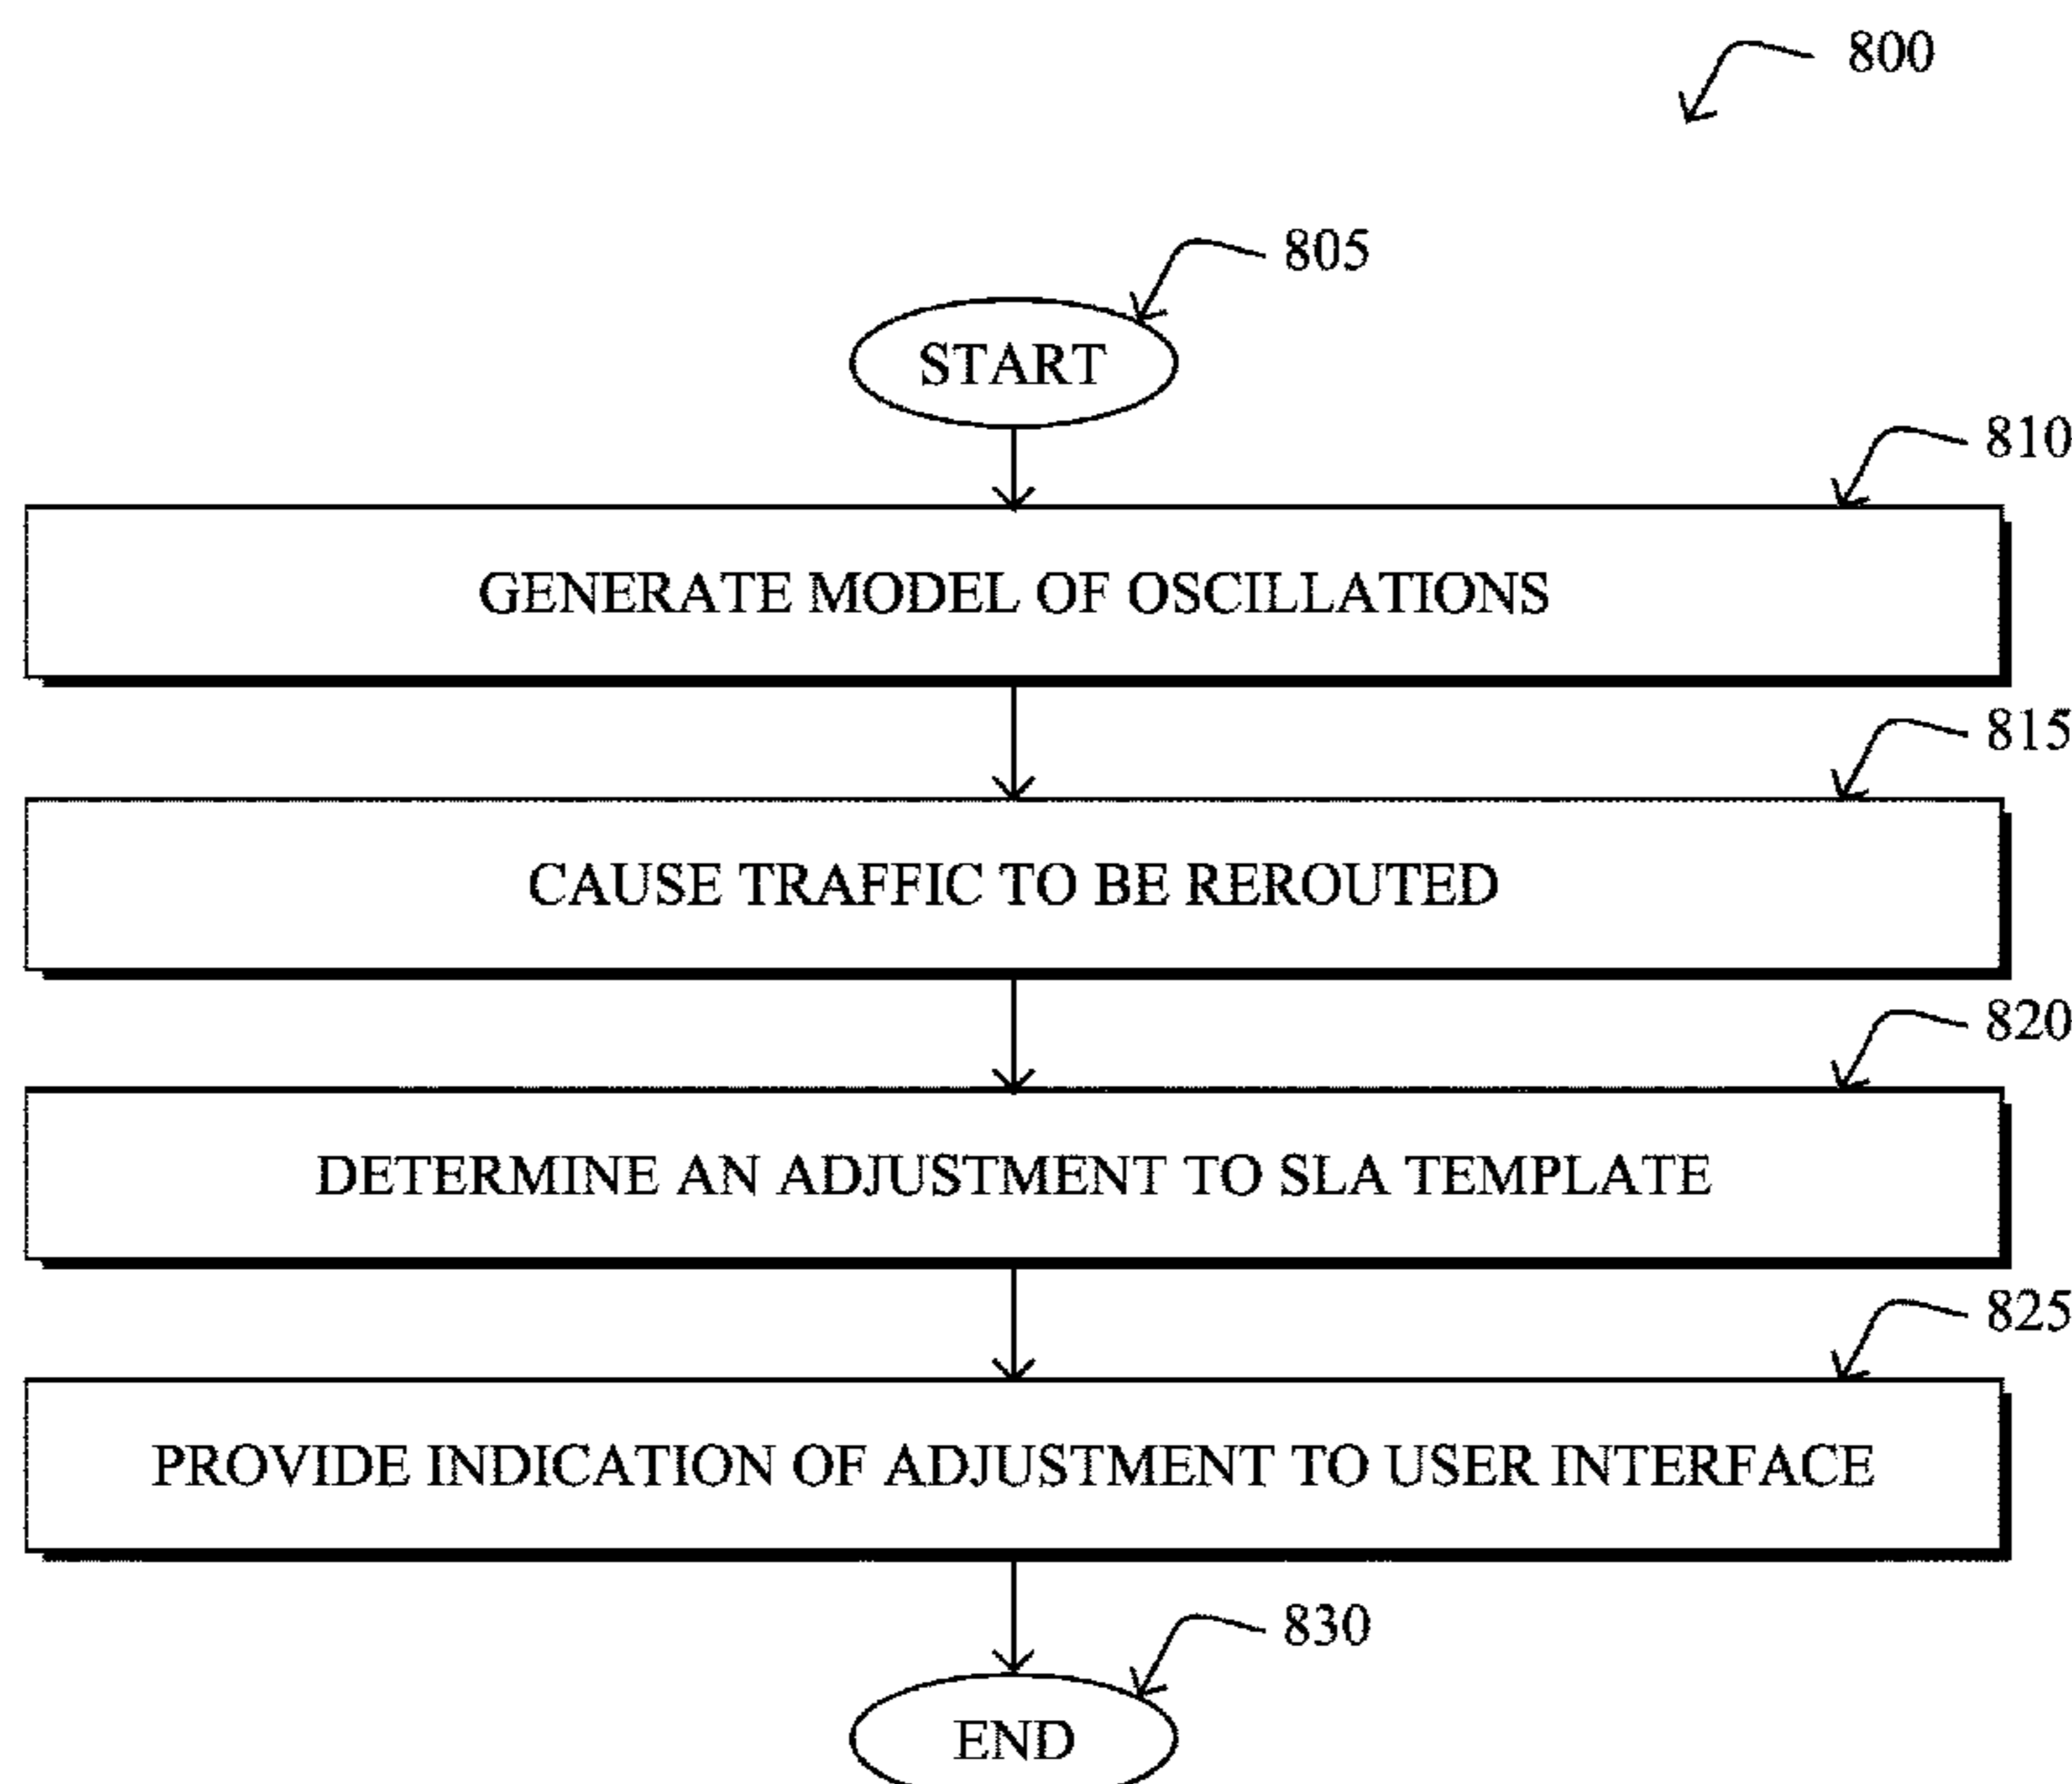 800
805
START
810
GENERATE MODEL OF OSCILLATIONS
815
CAUSE TRAFFIC TO BE REROUTED
820
DETERMINE AN ADJUSTMENT TO SLA TEMPLATE
825
PROVIDE INDICATION OF ADJUSTMENT TO USER INTERFACE
830
END